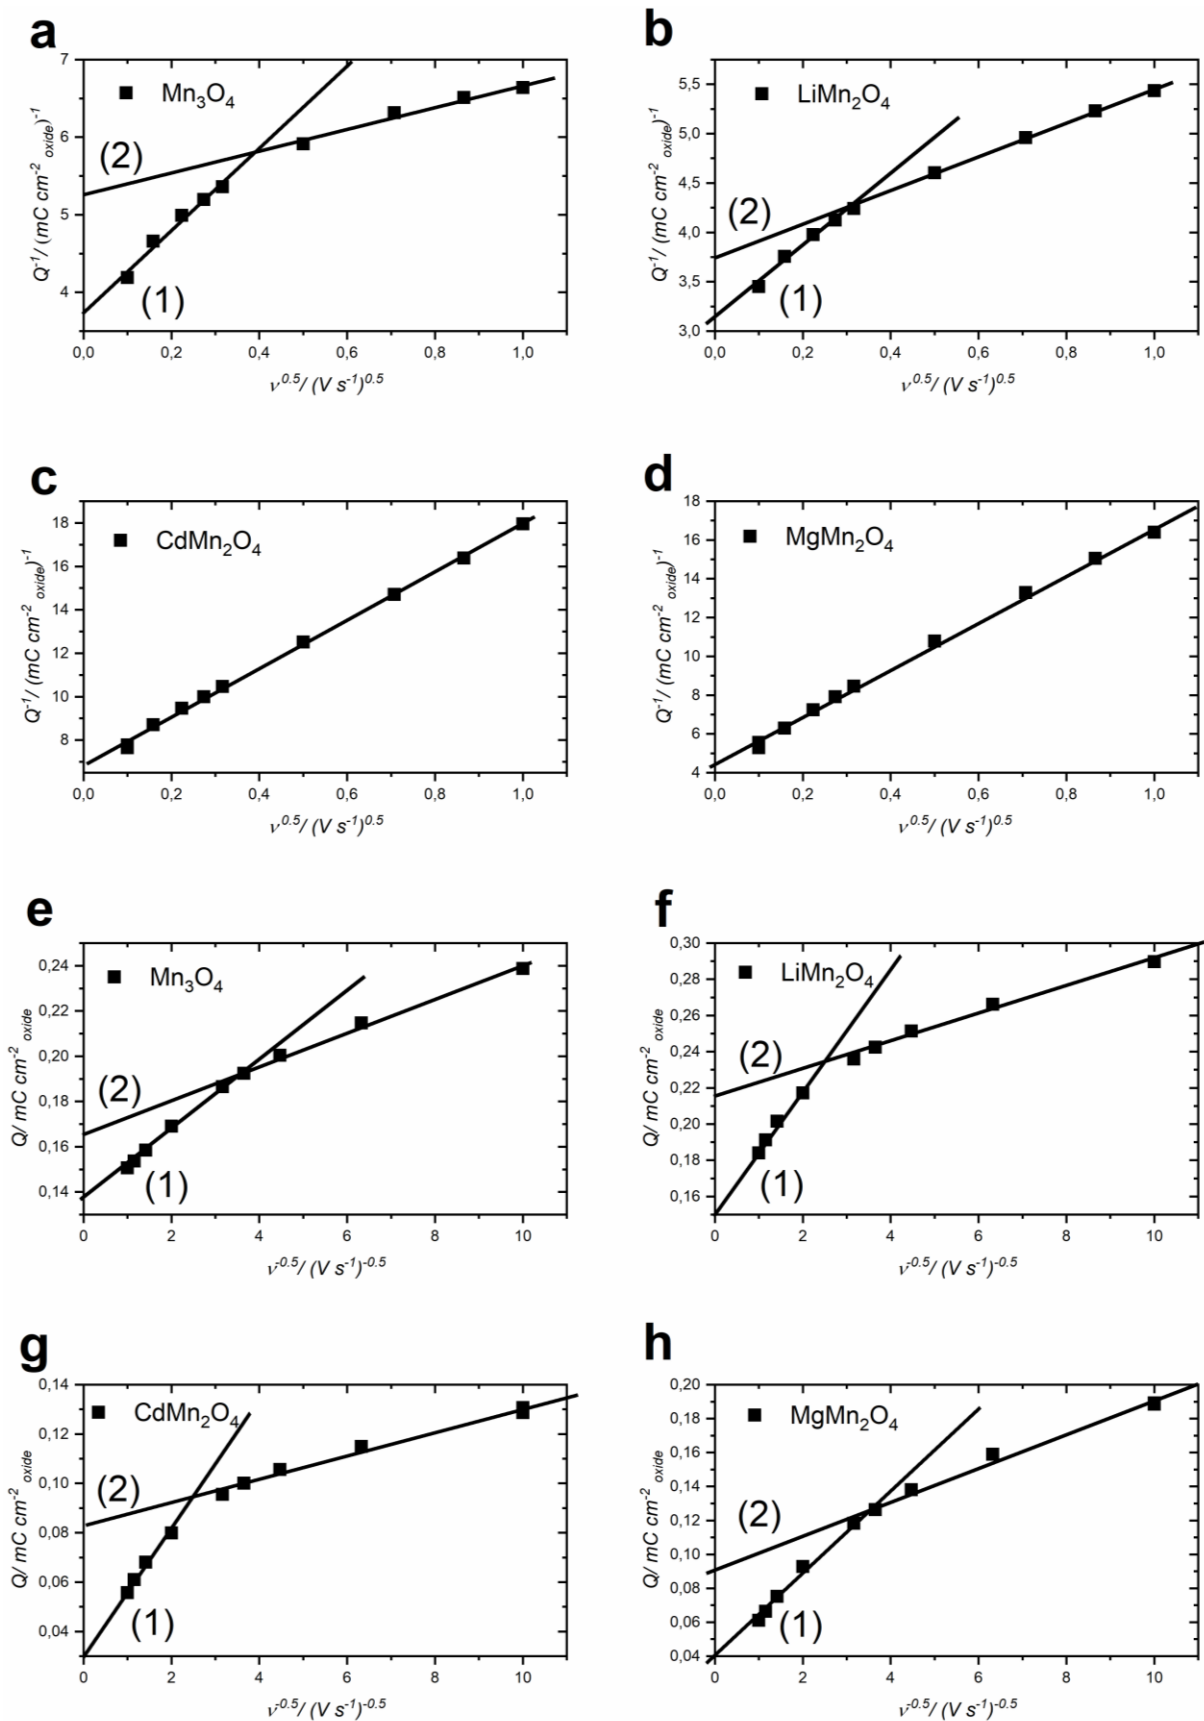 a
7
6
5
4
Mn3O4
(2)
(1)
Q-1/ (mC cm-2 oxide)-1
0,0 0,2 0,4 0,6 0,8 1,0
ν0.5/ (V s-1)0.5
b
5,5
5,0
4,5
4,0
3,5
3,0
LiMn2O4
(2)
(1)
Q-1/ (mC cm-2 oxide)-1
0,0 0,2 0,4 0,6 0,8 1,0
ν0.5/ (V s-1)0.5
c
18
16
14
12
10
8
CdMn2O4
Q-1/ (mC cm-2 oxide)-1
0,0 0,2 0,4 0,6 0,8 1,0
ν0.5/ (V s-1)0.5
d
18
16
14
12
10
8
6
4
MgMn2O4
Q-1/ (mC cm-2 oxide)-1
0,0 0,2 0,4 0,6 0,8 1,0
ν0.5/ (V s-1)0.5
e
0,24
0,22
0,20
0,18
0,16
0,14
Mn3O4
(2)
(1)
Q/ mC cm-2 oxide
0 2 4 6 8 10
ν-0.5/ (V s-1)-0.5
f
0,30
0,28
0,26
0,24
0,22
0,20
0,18
0,16
LiMn2O4
(2)
(1)
Q/ mC cm-2 oxide
0 2 4 6 8 10
ν-0.5/ (V s-1)-0.5
g
0,14
0,12
0,10
0,08
0,06
0,04
CdMn2O4
(2)
(1)
Q/ mC cm-2 oxide
0 2 4 6 8 10
ν-0.5/ (V s-1)-0.5
h
0,20
0,18
0,16
0,14
0,12
0,10
0,08
0,06
0,04
MgMn2O4
(2)
(1)
Q/ mC cm-2 oxide
0 2 4 6 8 10
ν-0.5/ (V s-1)-0.5